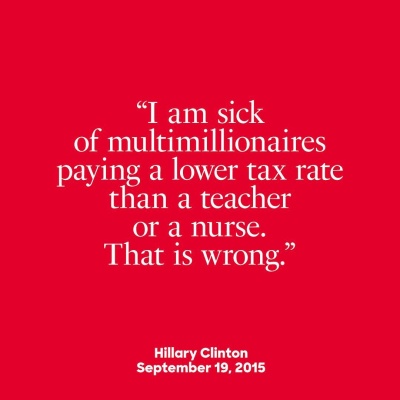 “I am sick
of multimillionaires
paying a lower tax rate
than a teacher
or a nurse.
That is wrong.”
Hillary Clinton
September 19, 2015